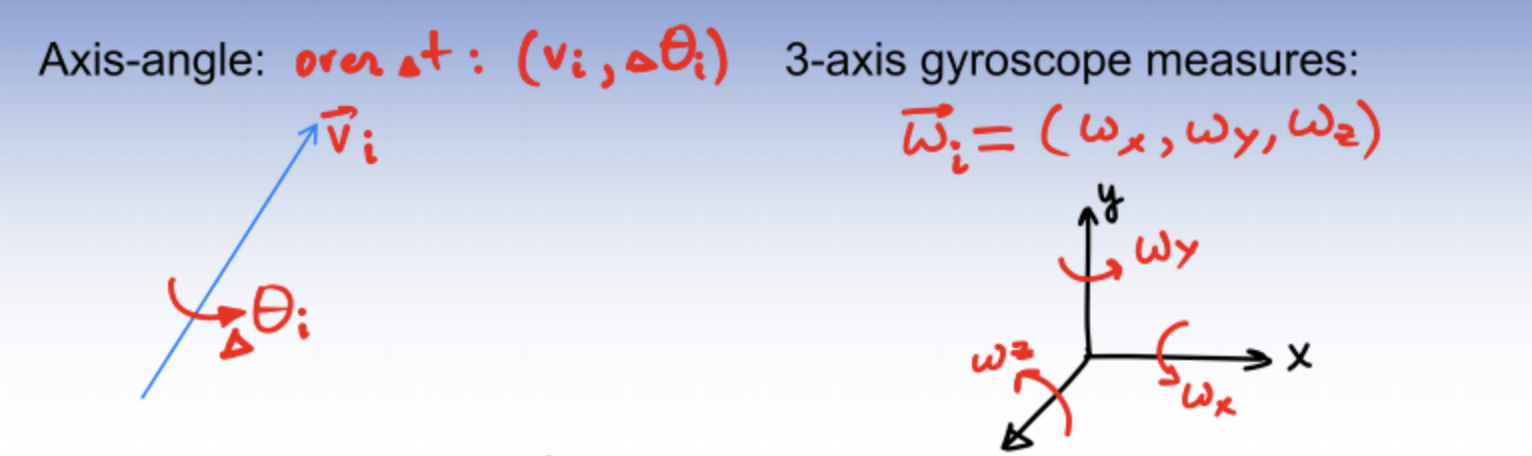 Axis-angle: over Δt: (vᵢ, Δθᵢ)
3-axis gyroscope measures:
ω⃗ᵢ = (ωx, ωy, ωz)
v⃗ᵢ
Δθᵢ
y
ωy
x
ωx
ωz